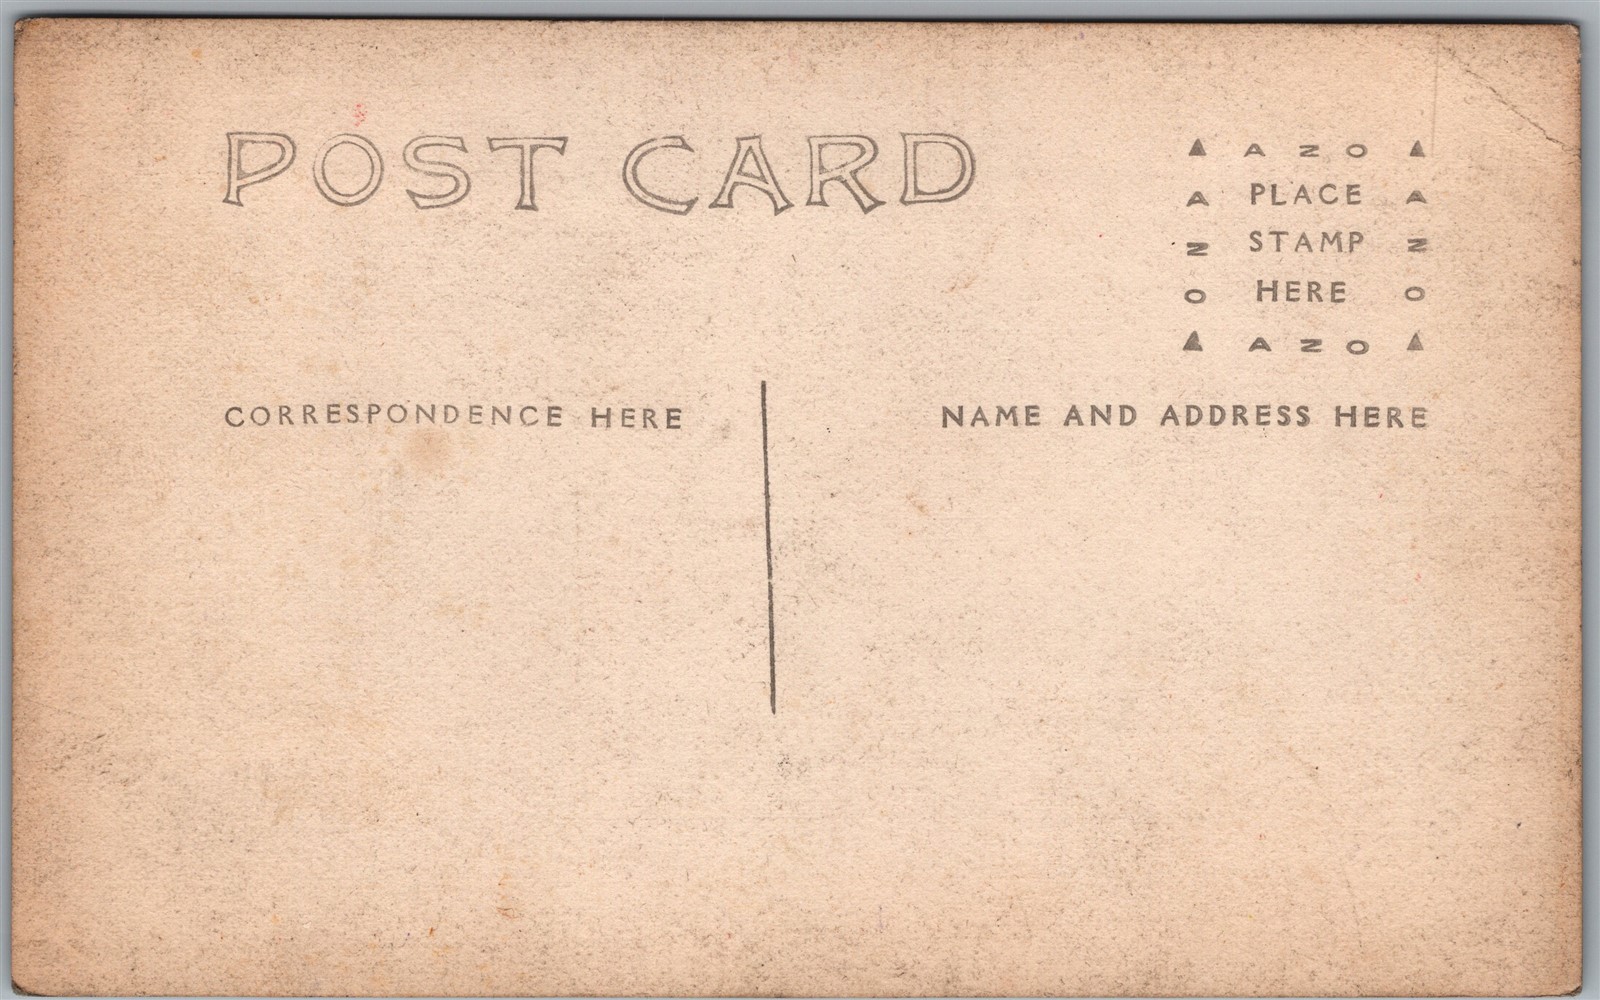 POST CARD
▲ A Z O ▲
A PLACE A
Z STAMP Z
O HERE O
▲ A Z O ▲
CORRESPONDENCE HERE
NAME AND ADDRESS HERE